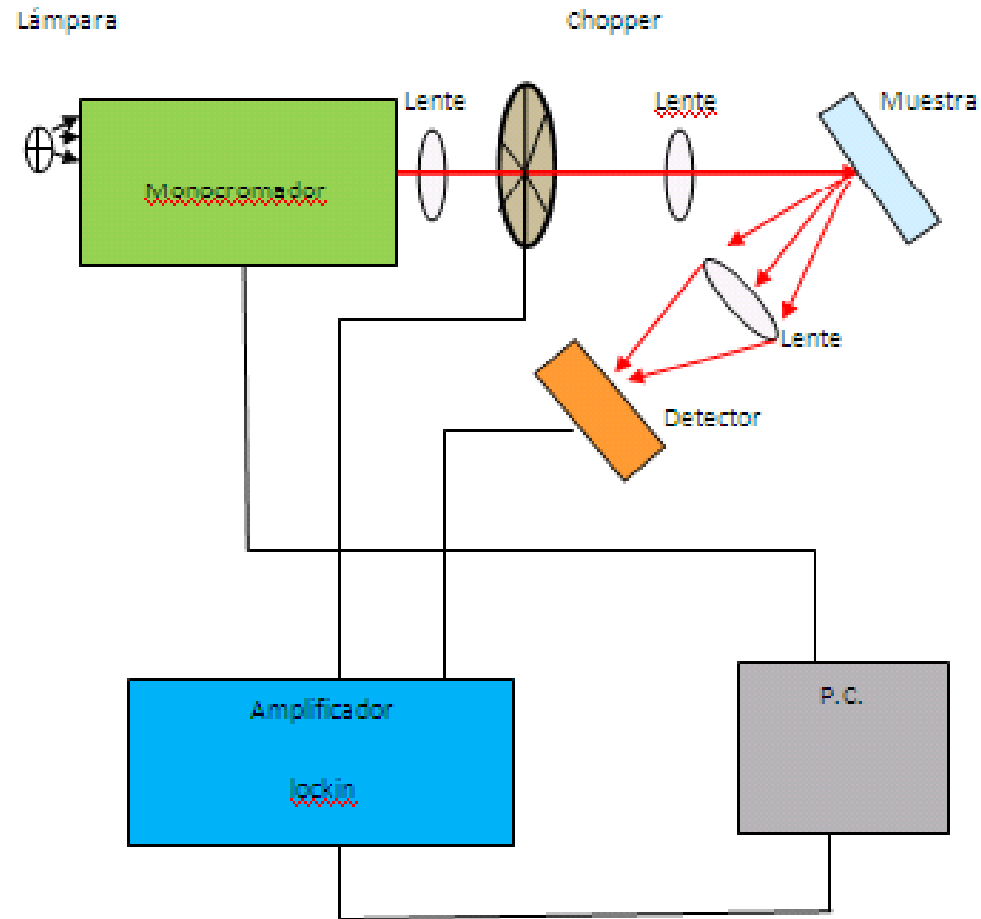 Lámpara
Chopper
Lente
Lente
Muestra
Monocromador
Lente
Detector
Amplificador
lockin
P.C.